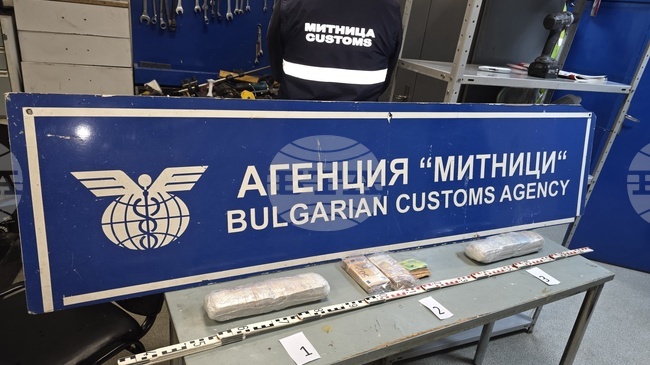 МИТНИЦА
CUSTOMS
АГЕНЦИЯ "МИТНИЦИ"
BULGARIAN CUSTOMS AGENCY
1
2
3